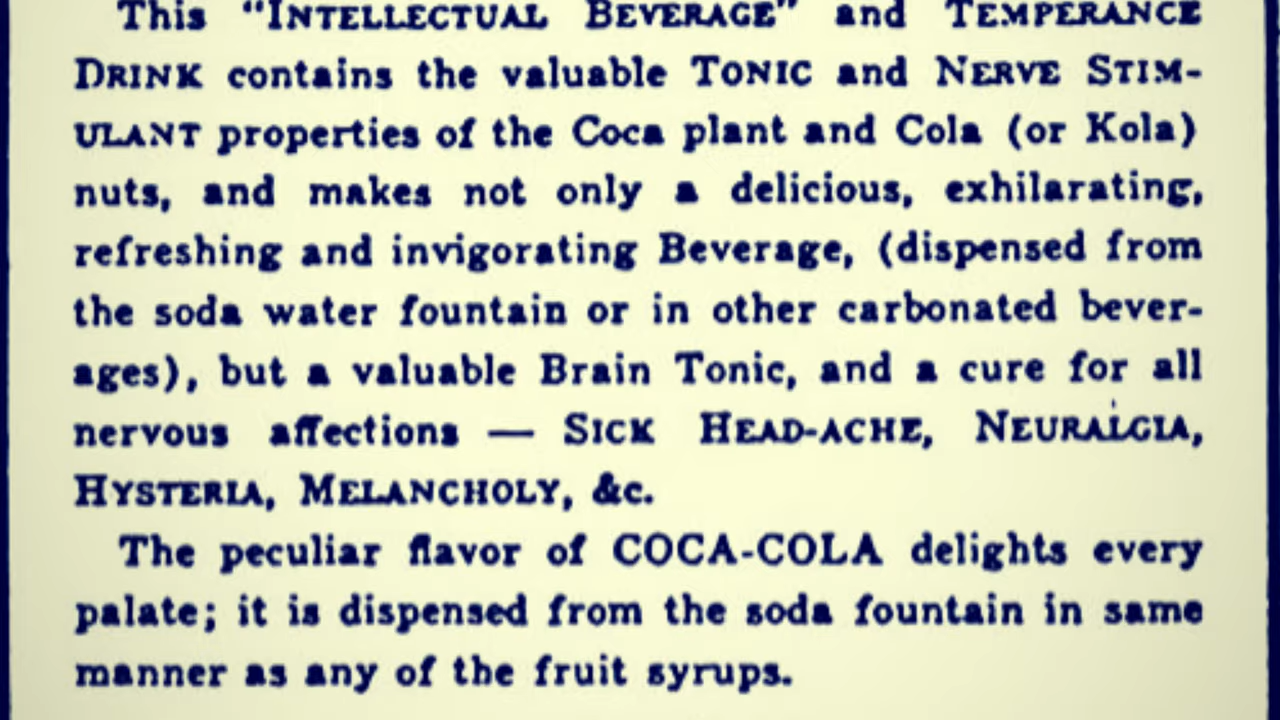 This "INTELLECTUAL BEVERAGE" and TEMPERANCE
DRINK contains the valuable TONIC and NERVE STIM-
ULANT properties of the Coca plant and Cola (or Kola)
nuts, and makes not only a delicious, exhilarating,
refreshing and invigorating Beverage, (dispensed from
the soda water fountain or in other carbonated bever-
ages), but a valuable Brain Tonic, and a cure for all
nervous affections — SICK HEAD-ACHE, NEURALGIA,
HYSTERIA, MELANCHOLY, &c.
The peculiar flavor of COCA-COLA delights every
palate; it is dispensed from the soda fountain in same
manner as any of the fruit syrups.